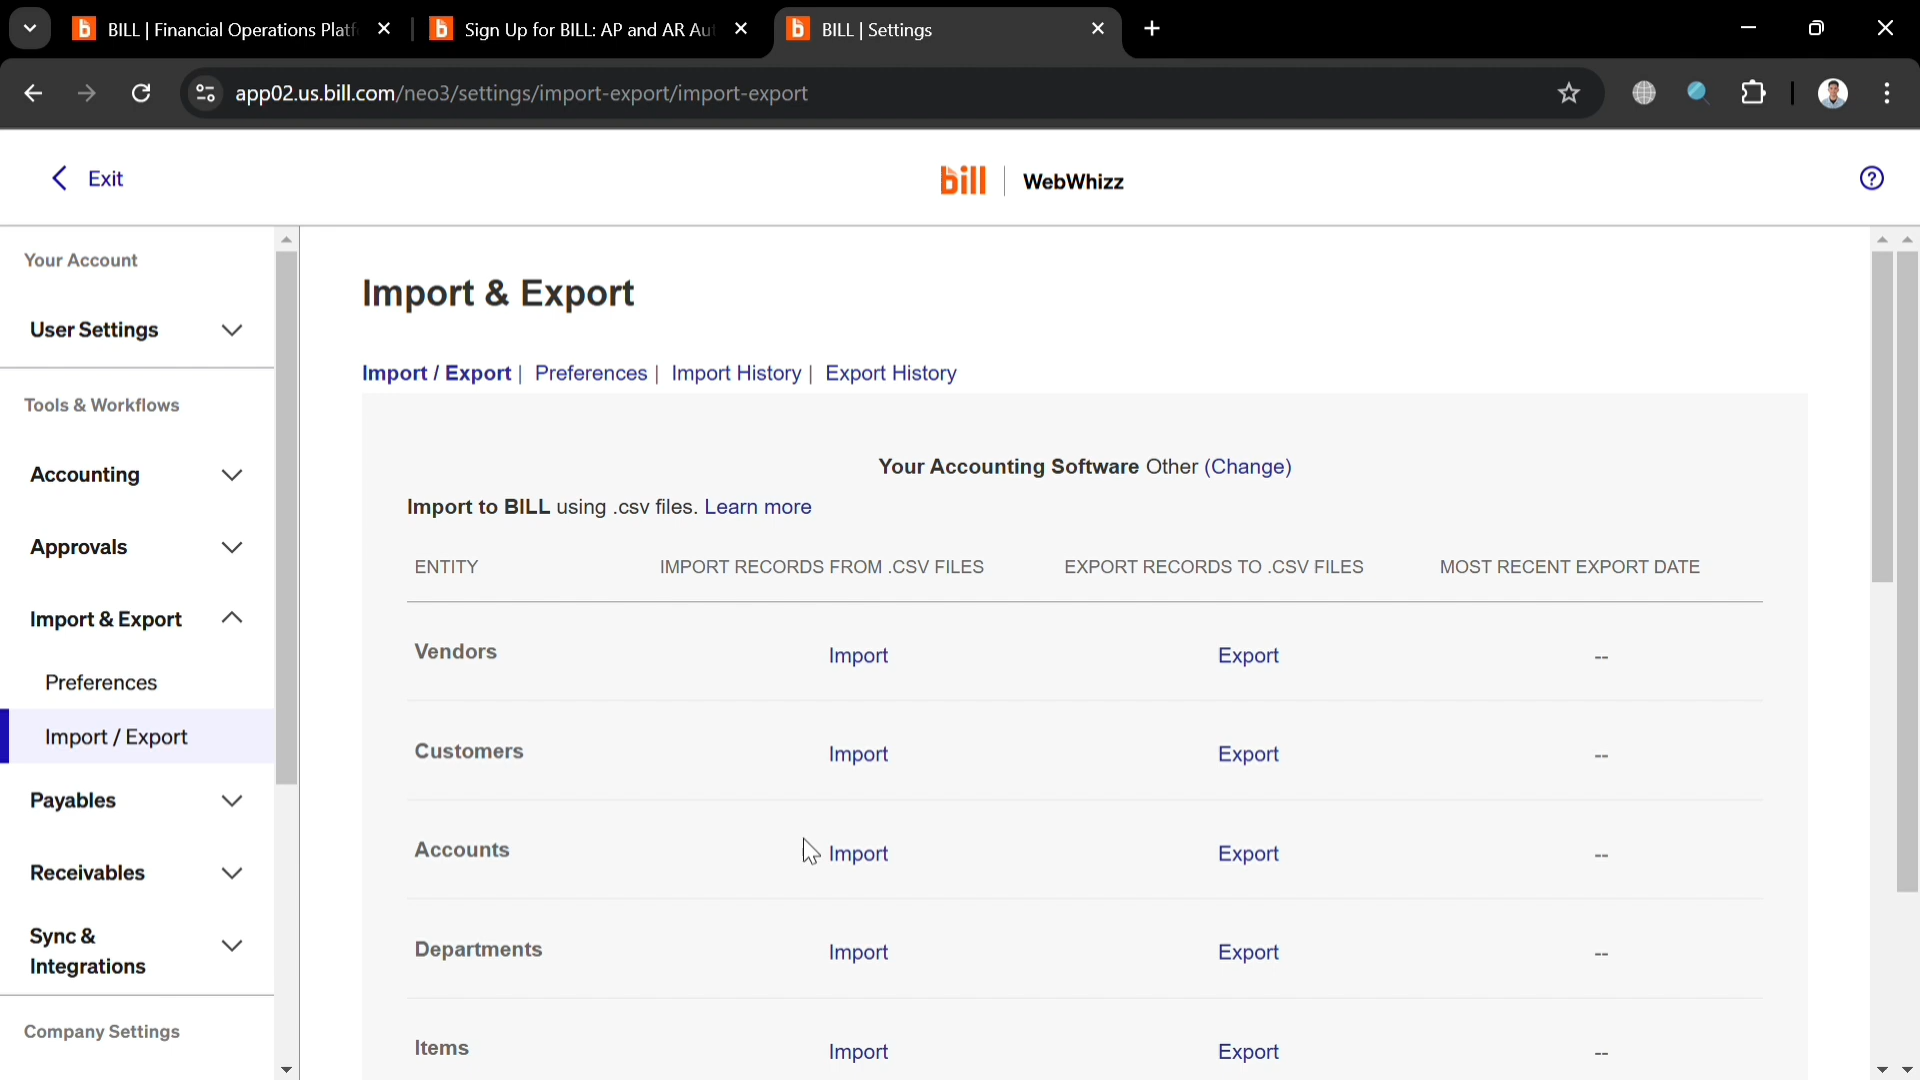 BILL | Financial Operations Platf
Sign Up for BILL: AP and AR Aut
BILL | Settings
app02.us.bill.com/neo3/settings/import-export/import-export
Exit
bill | WebWhizz
Your Account
User Settings
Tools & Workflows
Accounting
Approvals
Import & Export
Preferences
Import / Export
Payables
Receivables
Sync &
Integrations
Company Settings
Import & Export
Import / Export | Preferences | Import History | Export History
Your Accounting Software Other (Change)
Import to BILL using .csv files. Learn more
ENTITY IMPORT RECORDS FROM .CSV FILES EXPORT RECORDS TO .CSV FILES MOST RECENT EXPORT DATE
Vendors Import Export --
Customers Import Export --
Accounts Import Export --
Departments Import Export --
Items Import Export --